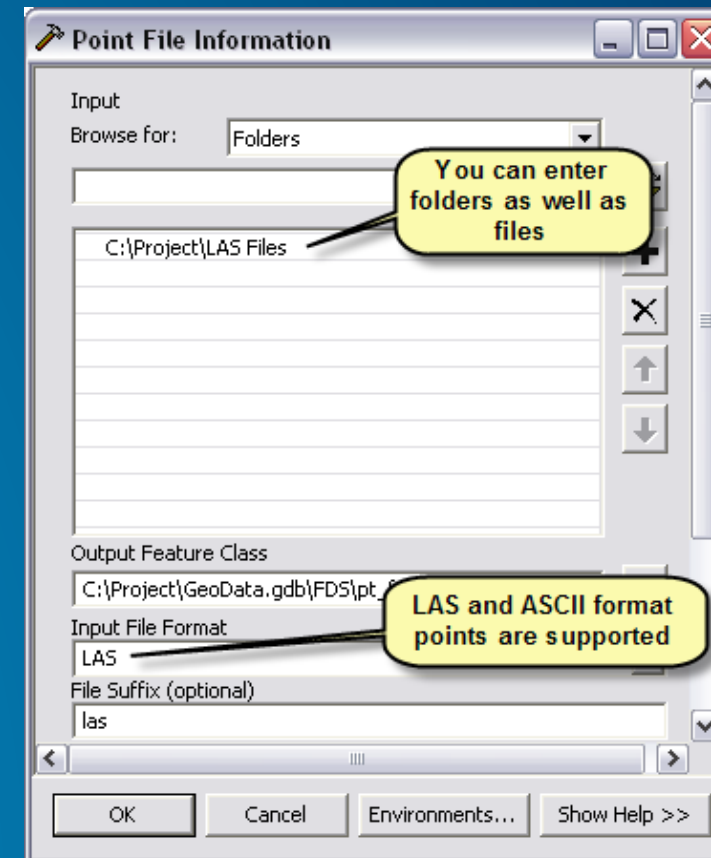 Point File Information
Input
Browse for:
Folders
You can enter
folders as well as
files
C:\Project\LAS Files
Output Feature Class
C:\Project\GeoData.gdb\FDS\pt_
LAS and ASCII format
points are supported
Input File Format
LAS
File Suffix (optional)
las
OK
Cancel
Environments...
Show Help >>